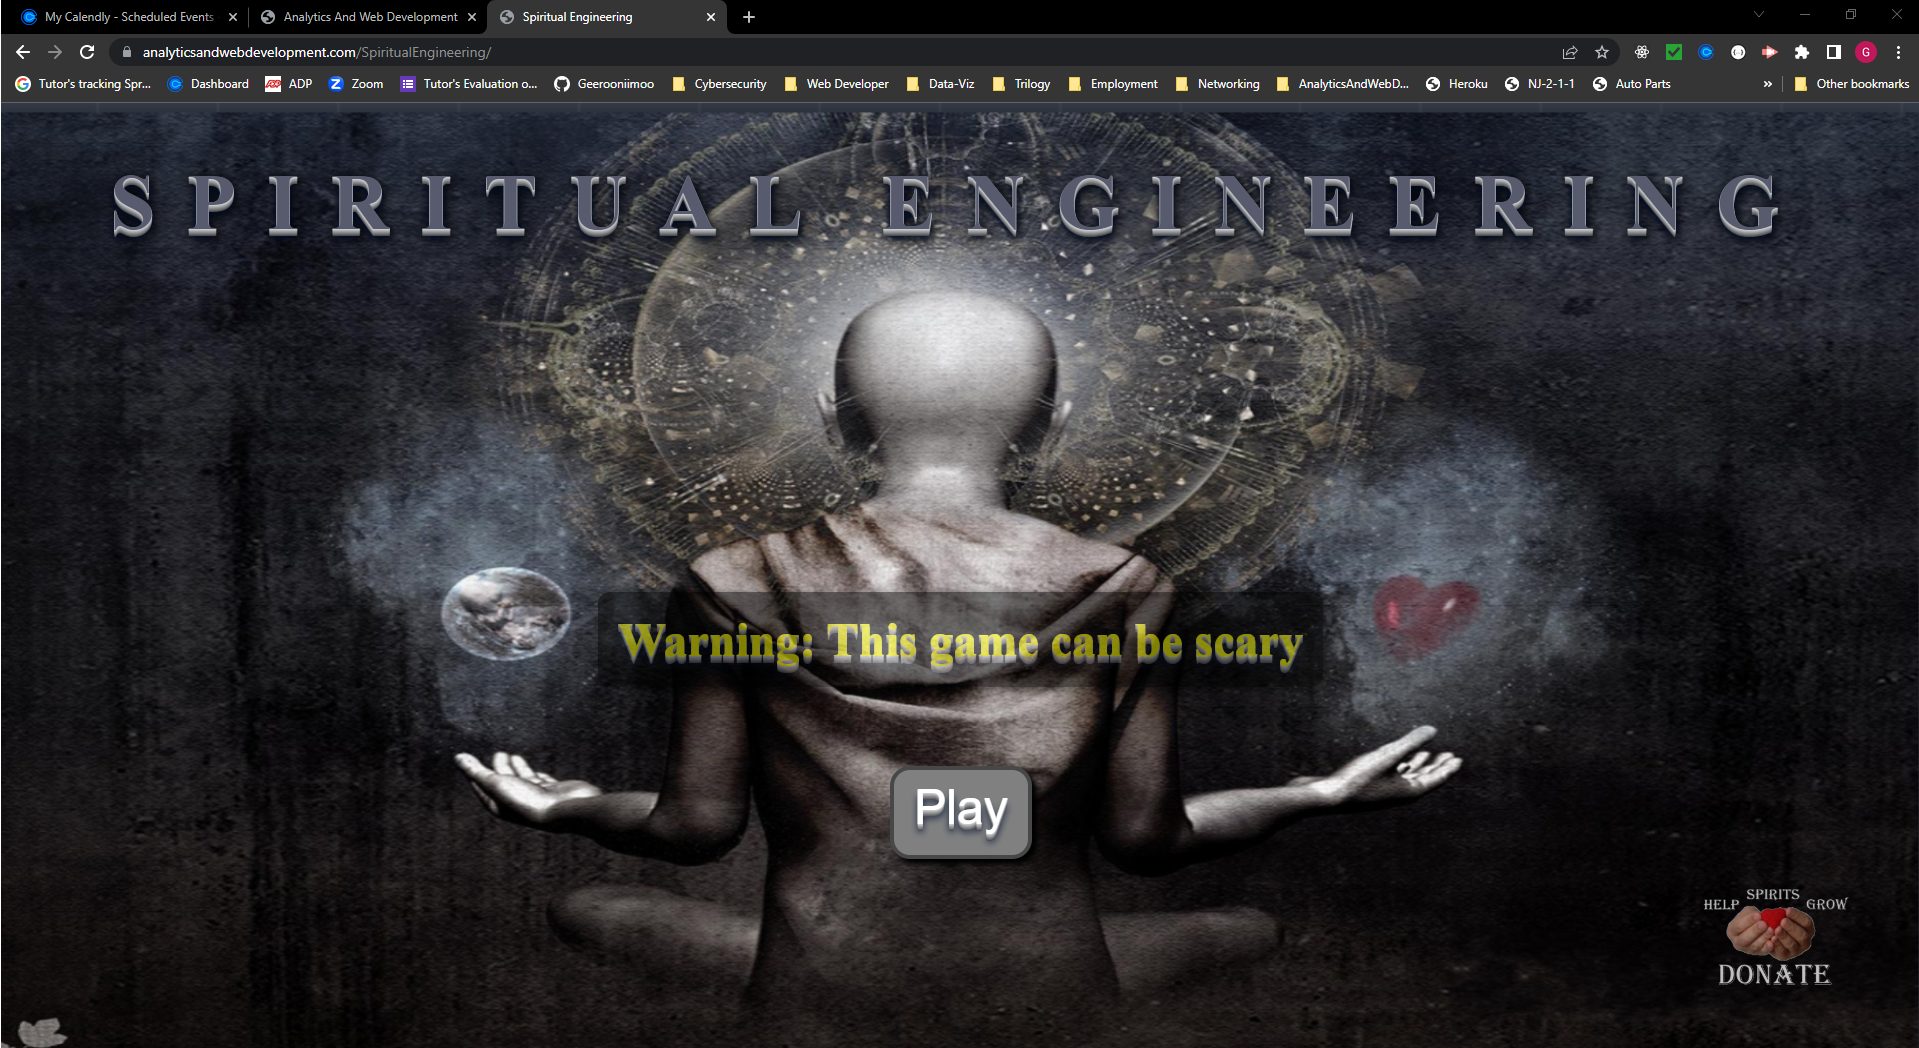 My Calendly - Scheduled Events
Analytics And Web Development
Spiritual Engineering
analyticsandwebdevelopment.com/SpiritualEngineering/
G
Tutor's tracking Spr...
Dashboard
ADP
Zoom
Tutor's Evaluation o...
Geerooniimoo
Cybersecurity
Web Developer
Data-Viz
Trilogy
Employment
Networking
AnalyticsAndWebD...
Heroku
NJ-2-1-1
Auto Parts
»
Other bookmarks
SPIRITUAL ENGINEERING
Warning: This game can be scary
Play
HELP SPIRITS GROW
DONATE